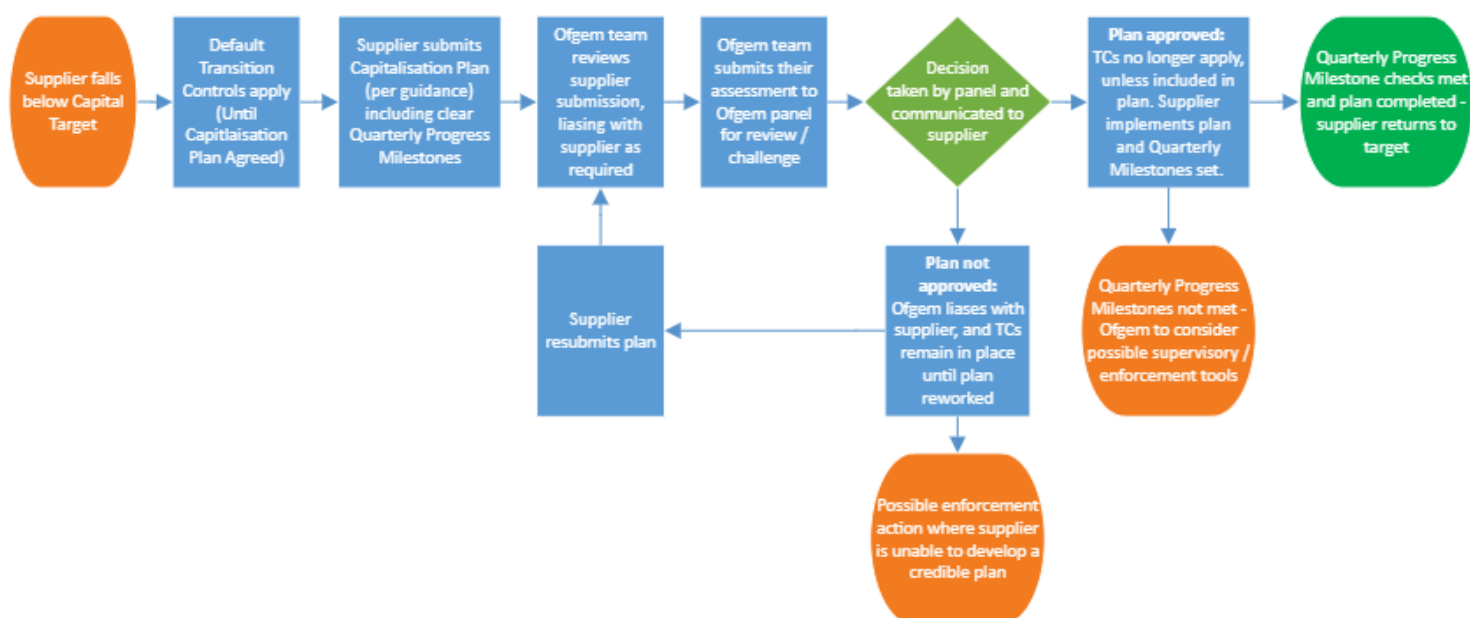 Supplier falls
below Capital
Target
Default
Transition
Controls apply
(Until
Capitlaisation
Plan Agreed)
Supplier submits
Capitalisation Plan
(per guidance)
including clear
Quarterly Progress
Milestones
Ofgem team
reviews
supplier
submission,
liasing with
supplier as
required
Ofgem team
submits their
assessment to
Ofgem panel
for review /
challenge
Decision
taken by panel and
communicated to
supplier
Plan approved:
TCs no longer apply,
unless included in
plan. Supplier
implements plan
and Quarterly
Milestones set.
Quarterly Progress
Milestone checks met
and plan completed -
supplier returns to
target
Supplier
resubmits plan
Plan not
approved:
Ofgem liases with
supplier, and TCs
remain in place
until plan
reworked
Quarterly Progress
Milestones not met -
Ofgem to consider
possible supervisory /
enforcement tools
Possible enforcement
action where supplier
is unable to develop a
credible plan